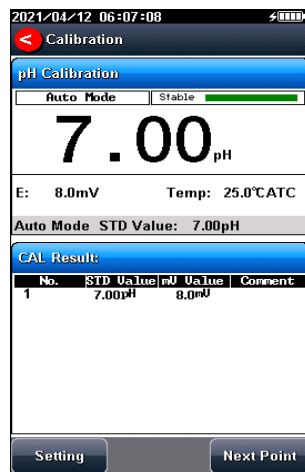 2021/04/12 06:07:08
Calibration
pH Calibration
Auto Mode Stable
7.00pH
E: 8.0mV Temp: 25.0℃ATC
Auto Mode STD Value: 7.00pH
CAL Result:
No. STD Value mV Value Comment
1 7.00pH 8.0mV
Setting Next Point